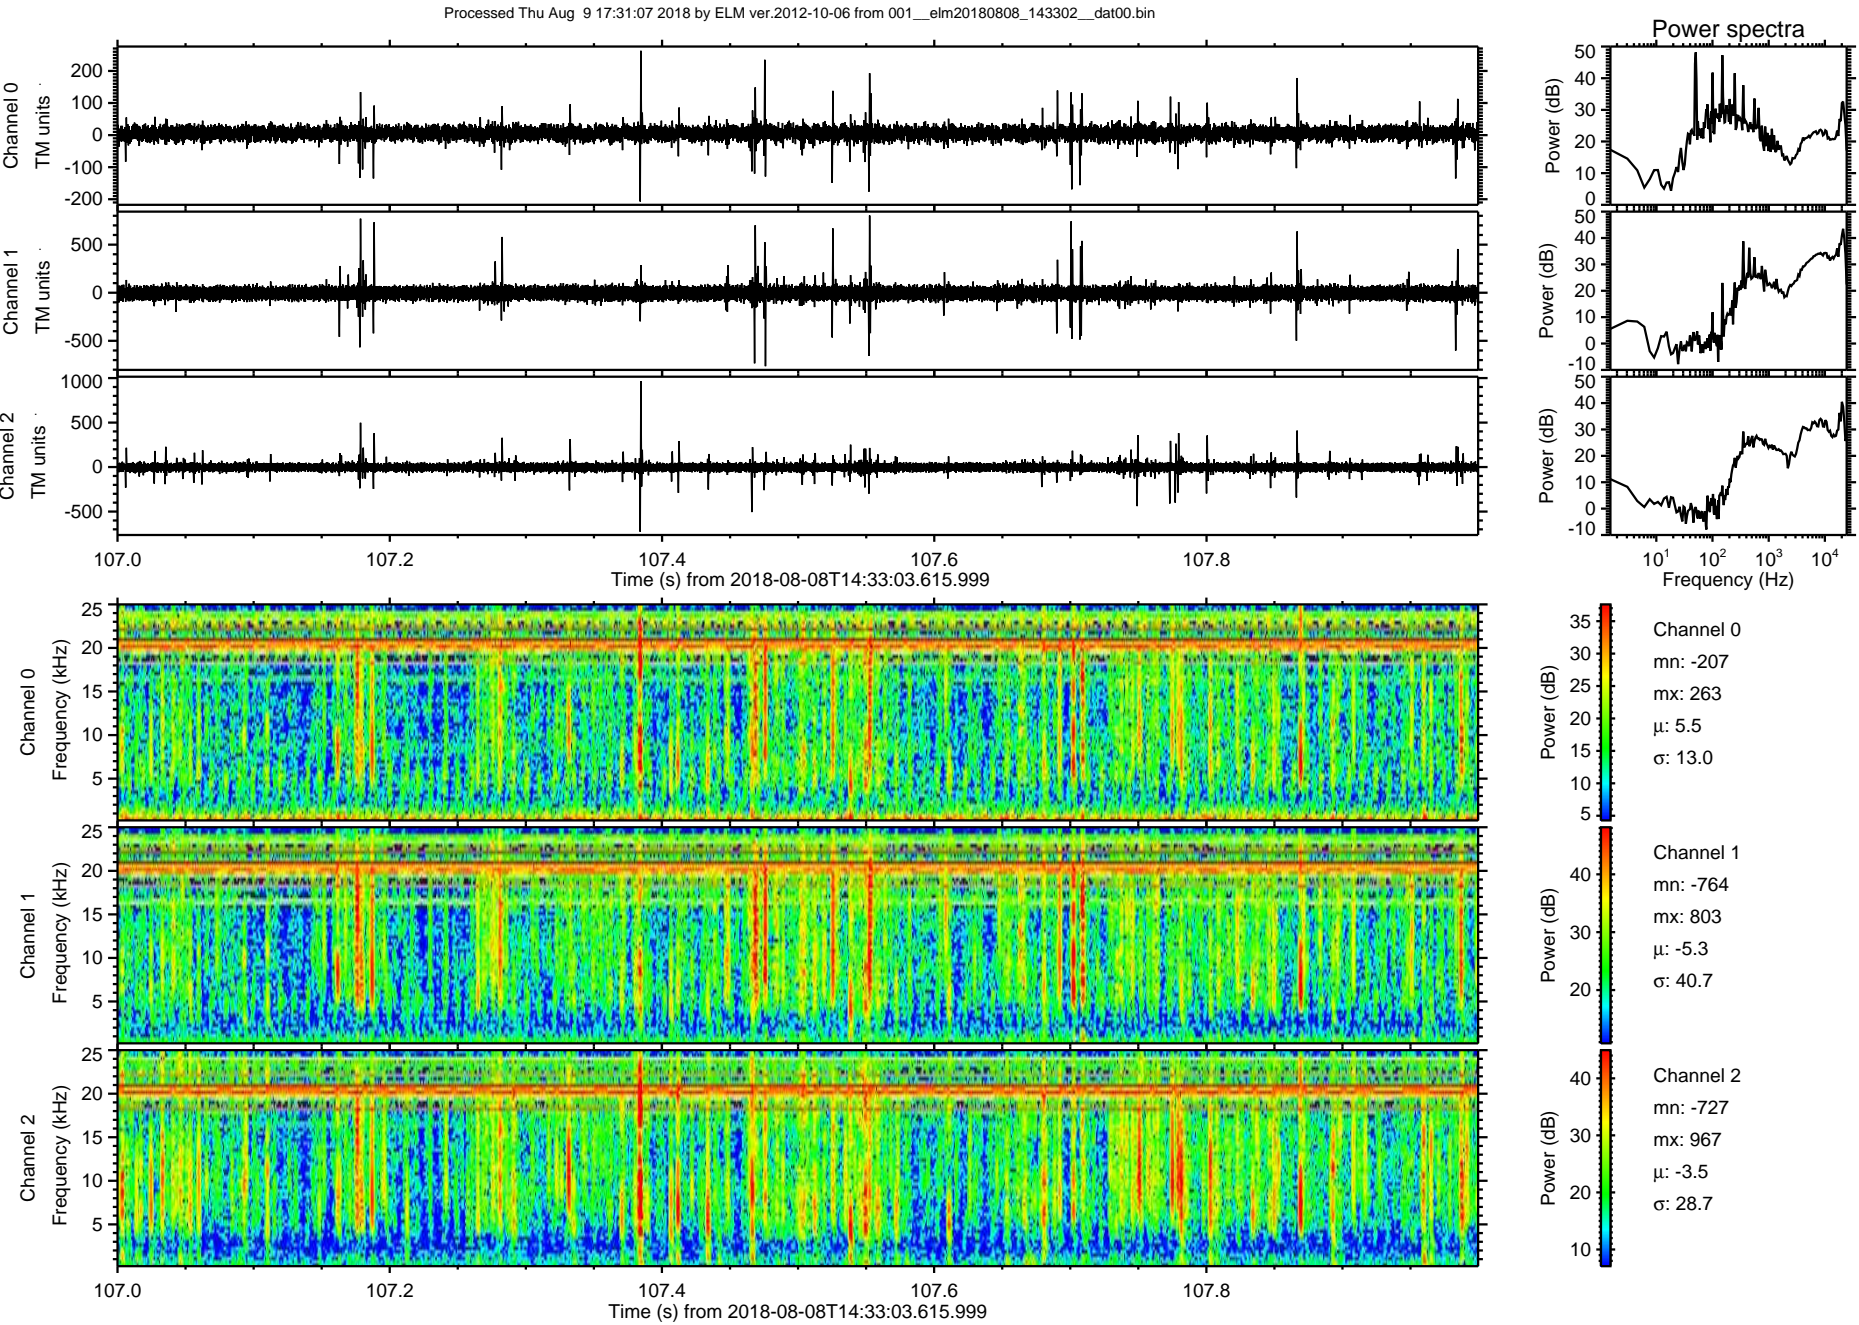 Processed Thu Aug  9 17:31:07 2018 by ELM ver.2012-10-06 from 001__elm20180808_143302__dat00.bin
Power spectra
Channel 0
TM units
200
100
0
-100
-200
Power (dB)
50
40
30
20
10
0
Channel 1
TM units
500
0
-500
Power (dB)
50
40
30
20
10
0
-10
Channel 2
TM units
1000
500
0
-500
Power (dB)
50
40
30
20
10
0
-10
107.0
107.2
107.4
107.6
107.8
Time (s) from 2018-08-08T14:33:03.615.999
10^1
10^2
10^3
10^4
Frequency (Hz)
Channel 0
Frequency (kHz)
25
20
15
10
5
Power (dB)
35
30
25
20
15
10
5
Channel 0
mn: -207
mx: 263
μ: 5.5
σ: 13.0
Channel 1
Frequency (kHz)
25
20
15
10
5
Power (dB)
40
30
20
Channel 1
mn: -764
mx: 803
μ: -5.3
σ: 40.7
Channel 2
Frequency (kHz)
25
20
15
10
5
Power (dB)
40
30
20
10
Channel 2
mn: -727
mx: 967
μ: -3.5
σ: 28.7
107.0
107.2
107.4
107.6
107.8
Time (s) from 2018-08-08T14:33:03.615.999